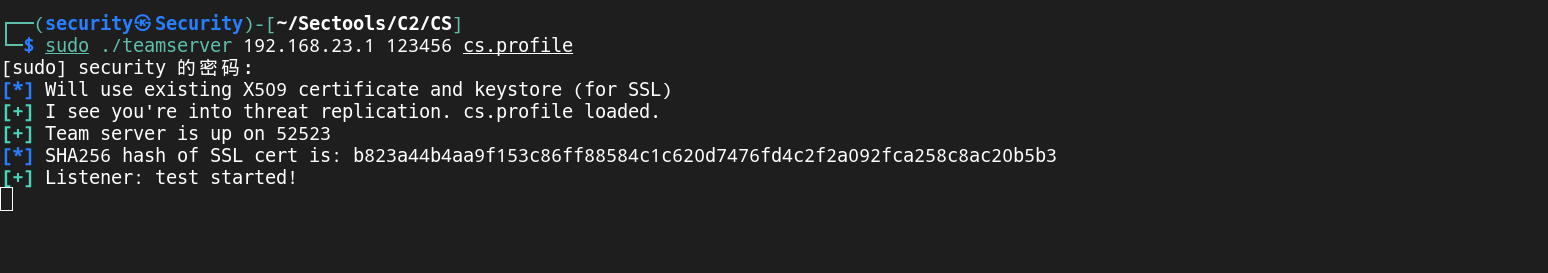 ┌──(security㉿Security)-[~/Sectools/C2/CS]
└─$ sudo ./teamserver 192.168.23.1 123456 cs.profile
[sudo] security 的密码:
[*] Will use existing X509 certificate and keystore (for SSL)
[+] I see you're into threat replication. cs.profile loaded.
[+] Team server is up on 52523
[*] SHA256 hash of SSL cert is: b823a44b4aa9f153c86ff88584c1c620d7476fd4c2f2a092fca258c8ac20b5b3
[+] Listener: test started!